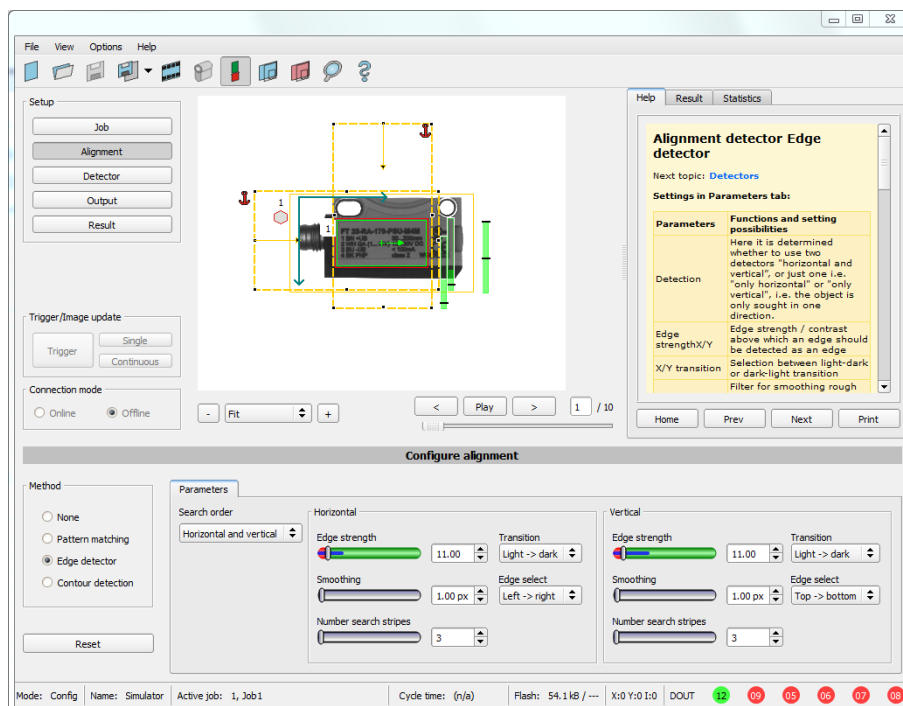 File View Options Help
Setup
Job
Alignment
Detector
Output
Result
Trigger/Image update
Trigger
Single
Continuous
Connection mode
Online Offline
1
1
FT 25-RA-170-PSU-M4M
- Fit +
< Play > 1 / 10
Help Result Statistics
Alignment detector Edge
detector
Next topic: Detectors
Settings in Parameters tab:
Parameters
Functions and setting
possibilities
Detection
Here it is determined
whether to use two
detectors "horizontal and
vertical", or just one i.e.
"only horizontal" or "only
vertical", i.e. the object is
only sought in one
direction.
Edge
strengthX/Y
Edge strength / contrast
above which an edge should
be detected as an edge
X/Y transition
Selection between light-dark
or dark-light transition
Filter for smoothing rough
Home Prev Next Print
Configure alignment
Method
None
Pattern matching
Edge detector
Contour detection
Reset
Parameters
Search order
Horizontal and vertical
Horizontal
Edge strength
11.00
Transition
Light -> dark
Smoothing
1.00 px
Edge select
Left -> right
Number search stripes
3
Vertical
Edge strength
11.00
Transition
Light -> dark
Smoothing
1.00 px
Edge select
Top -> bottom
Number search stripes
3
Mode: Config Name: Simulator Active job: 1, Job1 Cycle time: (n/a) Flash: 54.1 kB / --- X:0 Y:0 I:0 DOUT 12 09 05 06 07 08